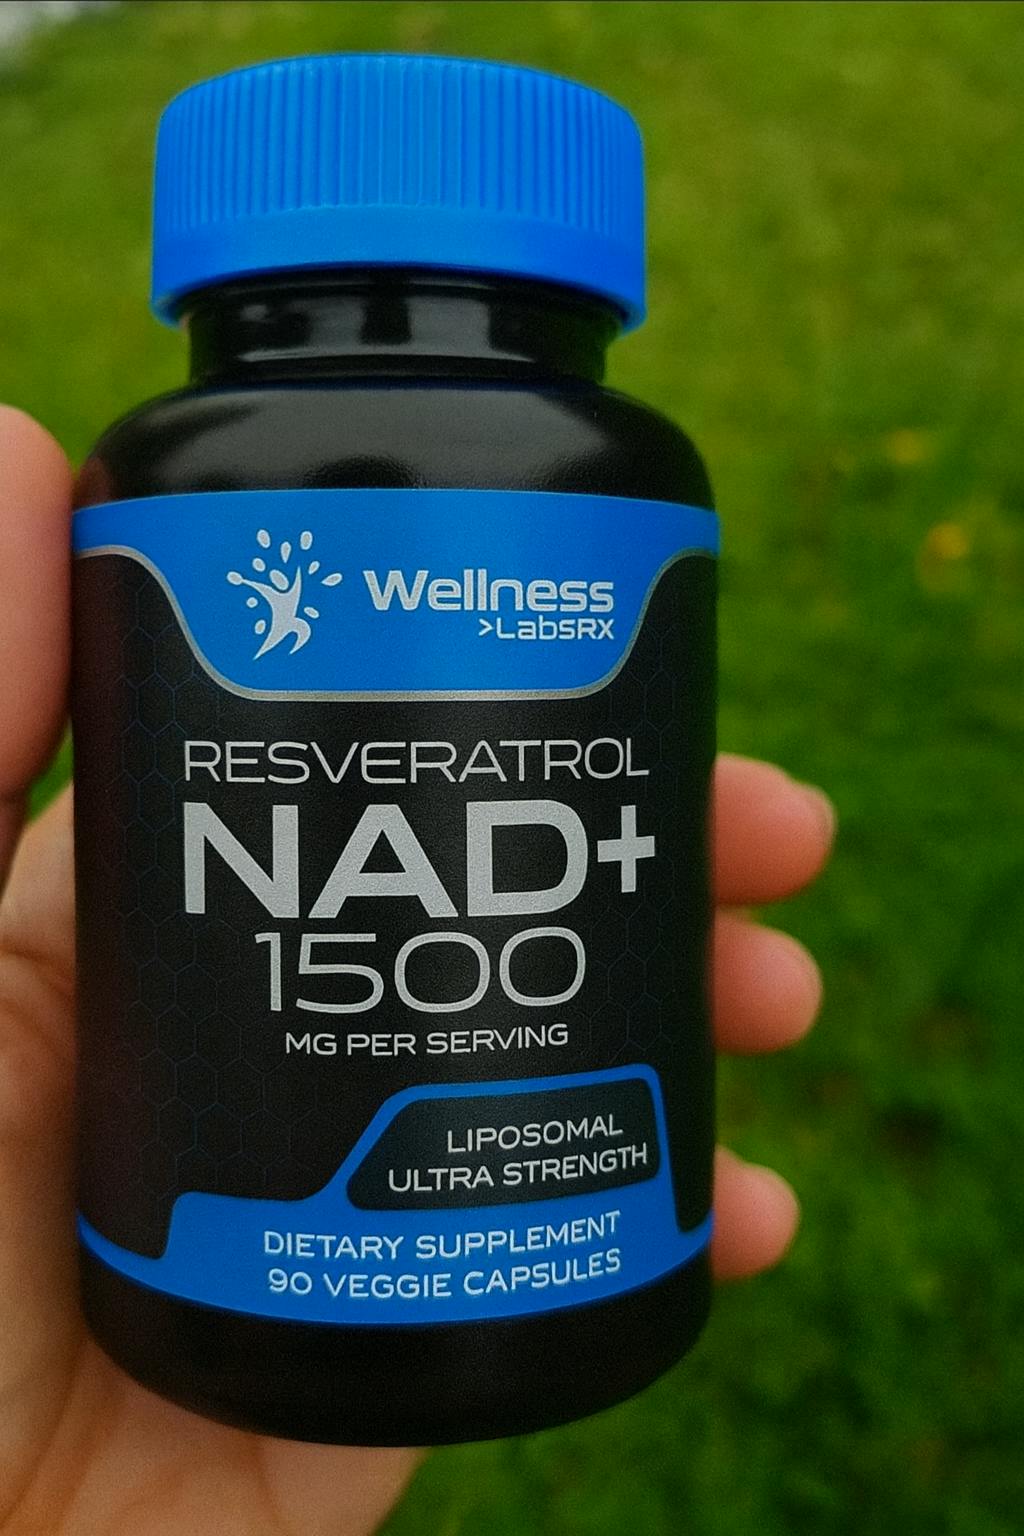 Wellness
>LabsRX
RESVERATROL
NAD+
1500
MG PER SERVING
LIPOSOMAL
ULTRA STRENGTH
DIETARY SUPPLEMENT
90 VEGGIE CAPSULES